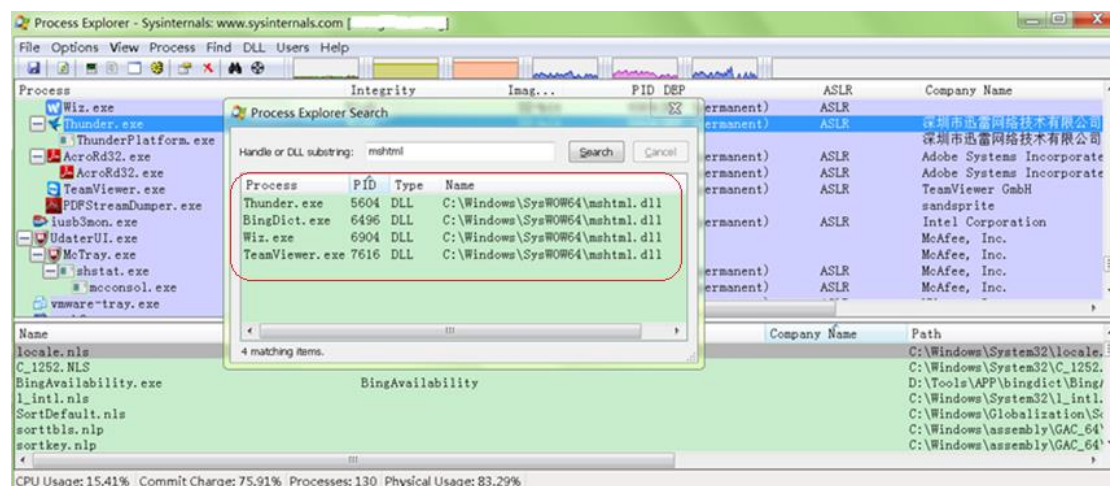 Process Explorer - Sysinternals: www.sysinternals.com [
File Options View Process Find DLL Users Help
Process Integrity Imag... PID DEP ASLR Company Name
Wiz.exe ermanent) ASLR
Thunder.exe ermanent) ASLR 深圳市迅雷网络技术有限公司
ThunderPlatform.exe 深圳市迅雷网络技术有限公司
AcroRd32.exe ermanent) ASLR Adobe Systems Incorporate
AcroRd32.exe ermanent) ASLR Adobe Systems Incorporate
TeamViewer.exe ermanent) ASLR TeamViewer GmbH
PDFStreamDumper.exe sandsprite
iusb3mon.exe ASLR Intel Corporation
UdaterUI.exe McAfee, Inc.
McTray.exe McAfee, Inc.
shstat.exe ermanent) ASLR McAfee, Inc.
mcconsol.exe ermanent) ASLR McAfee, Inc.
vmware-tray.exe
Process Explorer Search
Handle or DLL substring: mshtml Search Cancel
Process PID Type Name
Thunder.exe 5604 DLL C:\Windows\SysWOW64\mshtml.dll
BingDict.exe 6496 DLL C:\Windows\SysWOW64\mshtml.dll
Wiz.exe 6904 DLL C:\Windows\SysWOW64\mshtml.dll
TeamViewer.exe 7616 DLL C:\Windows\SysWOW64\mshtml.dll
4 matching items.
Name Company Name Path
locale.nls C:\Windows\System32\locale.
C_1252.NLS C:\Windows\System32\C_1252.
BingAvailability.exe BingAvailability D:\Tools\APP\bingdict\Bing
l_intl.nls C:\Windows\System32\l_intl.
SortDefault.nls C:\Windows\Globalization\So
sorttbls.nlp C:\Windows\assembly\GAC_64
sortkey.nlp C:\Windows\assembly\GAC_64
CPU Usage: 15.41% Commit Charge: 75.91% Processes: 130 Physical Usage: 83.29%